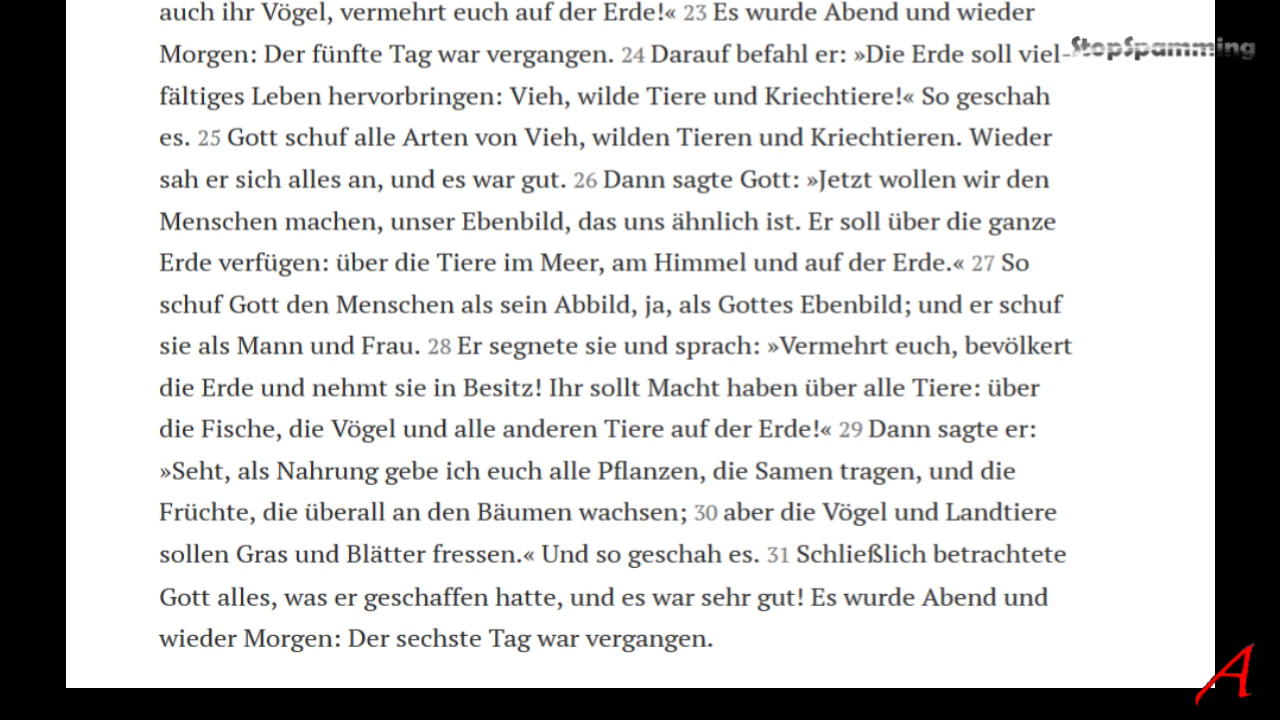 auch ihr Vögel, vermehrt euch auf der Erde!« 23 Es wurde Abend und wieder
Morgen: Der fünfte Tag war vergangen. 24 Darauf befahl er: »Die Erde soll viel-
StopSpamming
fältiges Leben hervorbringen: Vieh, wilde Tiere und Kriechtiere!« So geschah
es. 25 Gott schuf alle Arten von Vieh, wilden Tieren und Kriechtieren. Wieder
sah er sich alles an, und es war gut. 26 Dann sagte Gott: »Jetzt wollen wir den
Menschen machen, unser Ebenbild, das uns ähnlich ist. Er soll über die ganze
Erde verfügen: über die Tiere im Meer, am Himmel und auf der Erde.« 27 So
schuf Gott den Menschen als sein Abbild, ja, als Gottes Ebenbild; und er schuf
sie als Mann und Frau. 28 Er segnete sie und sprach: »Vermehrt euch, bevölkert
die Erde und nehmt sie in Besitz! Ihr sollt Macht haben über alle Tiere: über
die Fische, die Vögel und alle anderen Tiere auf der Erde!« 29 Dann sagte er:
»Seht, als Nahrung gebe ich euch alle Pflanzen, die Samen tragen, und die
Früchte, die überall an den Bäumen wachsen; 30 aber die Vögel und Landtiere
sollen Gras und Blätter fressen.« Und so geschah es. 31 Schließlich betrachtete
Gott alles, was er geschaffen hatte, und es war sehr gut! Es wurde Abend und
wieder Morgen: Der sechste Tag war vergangen.
A